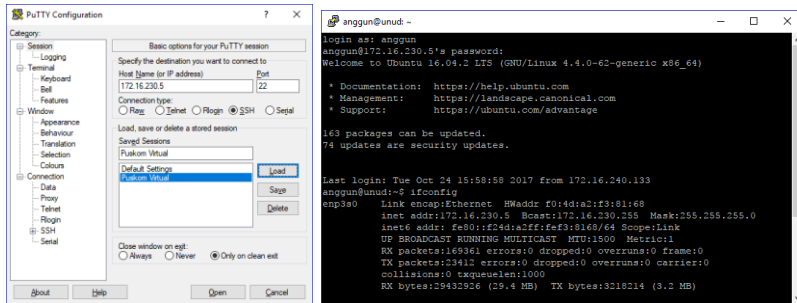 PuTTY Configuration
? ×
Category:
Session
Logging
Terminal
Keyboard
Bell
Features
Window
Appearance
Behaviour
Translation
Selection
Colours
Connection
Data
Proxy
Telnet
Rlogin
SSH
Serial
Basic options for your PuTTY session
Specify the destination you want to connect to
Host Name (or IP address) Port
172.16.230.5 22
Connection type:
Raw Telnet Rlogin SSH Serial
Load, save or delete a stored session
Saved Sessions
Puskom Virtual
Default Settings
Puskom Virtual
Load
Save
Delete
Close window on exit:
Always Never Only on clean exit
About Help Open Cancel
anggun@unud: ~
login as: anggun
anggun@172.16.230.5's password:
Welcome to Ubuntu 16.04.2 LTS (GNU/Linux 4.4.0-62-generic x86_64)
* Documentation: https://help.ubuntu.com
* Management: https://landscape.canonical.com
* Support: https://ubuntu.com/advantage
163 packages can be updated.
74 updates are security updates.
Last login: Tue Oct 24 15:58:58 2017 from 172.16.240.133
anggun@unud:~$ ifconfig
enp3s0 Link encap:Ethernet HWaddr f0:4d:a2:f3:81:68
inet addr:172.16.230.5 Bcast:172.16.230.255 Mask:255.255.255.0
inet6 addr: fe80::f24d:a2ff:fef3:8168/64 Scope:Link
UP BROADCAST RUNNING MULTICAST MTU:1500 Metric:1
RX packets:169361 errors:0 dropped:0 overruns:0 frame:0
TX packets:23412 errors:0 dropped:0 overruns:0 carrier:0
collisions:0 txqueuelen:1000
RX bytes:29432926 (29.4 MB) TX bytes:3218214 (3.2 MB)